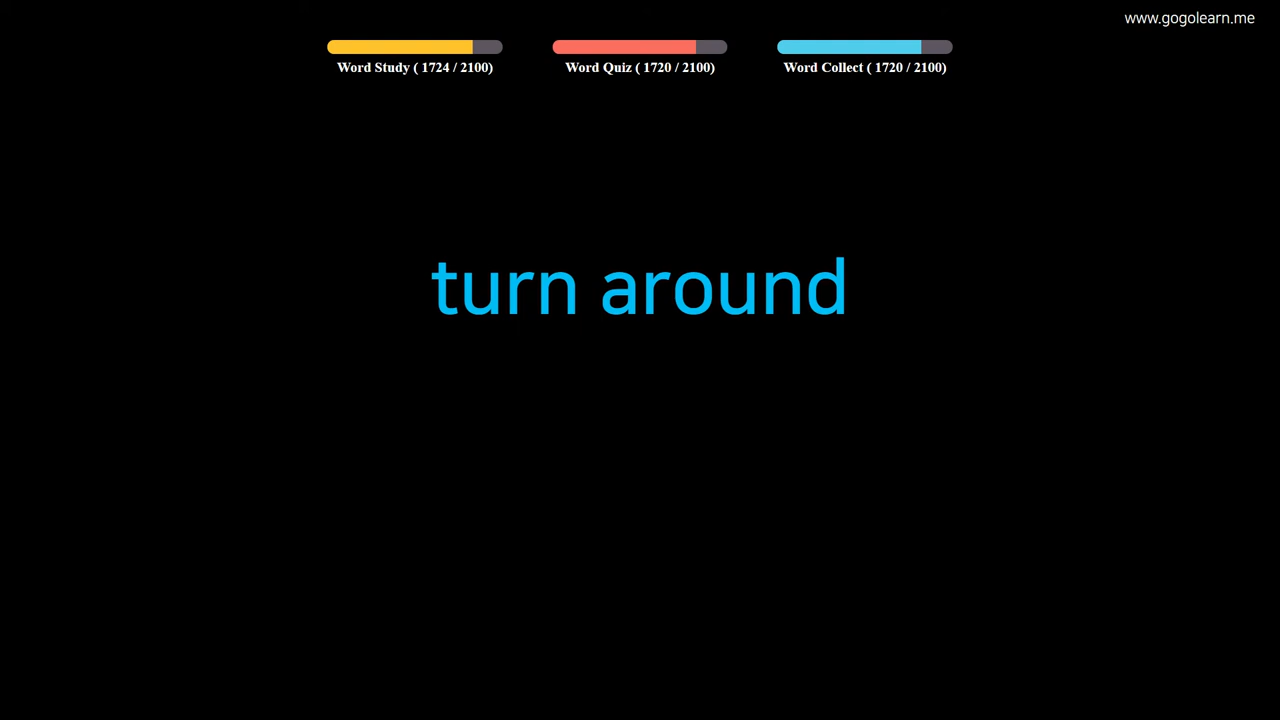 www.gogolearn.me
Word Study ( 1724 / 2100)
Word Quiz ( 1720 / 2100)
Word Collect ( 1720 / 2100)
turn around